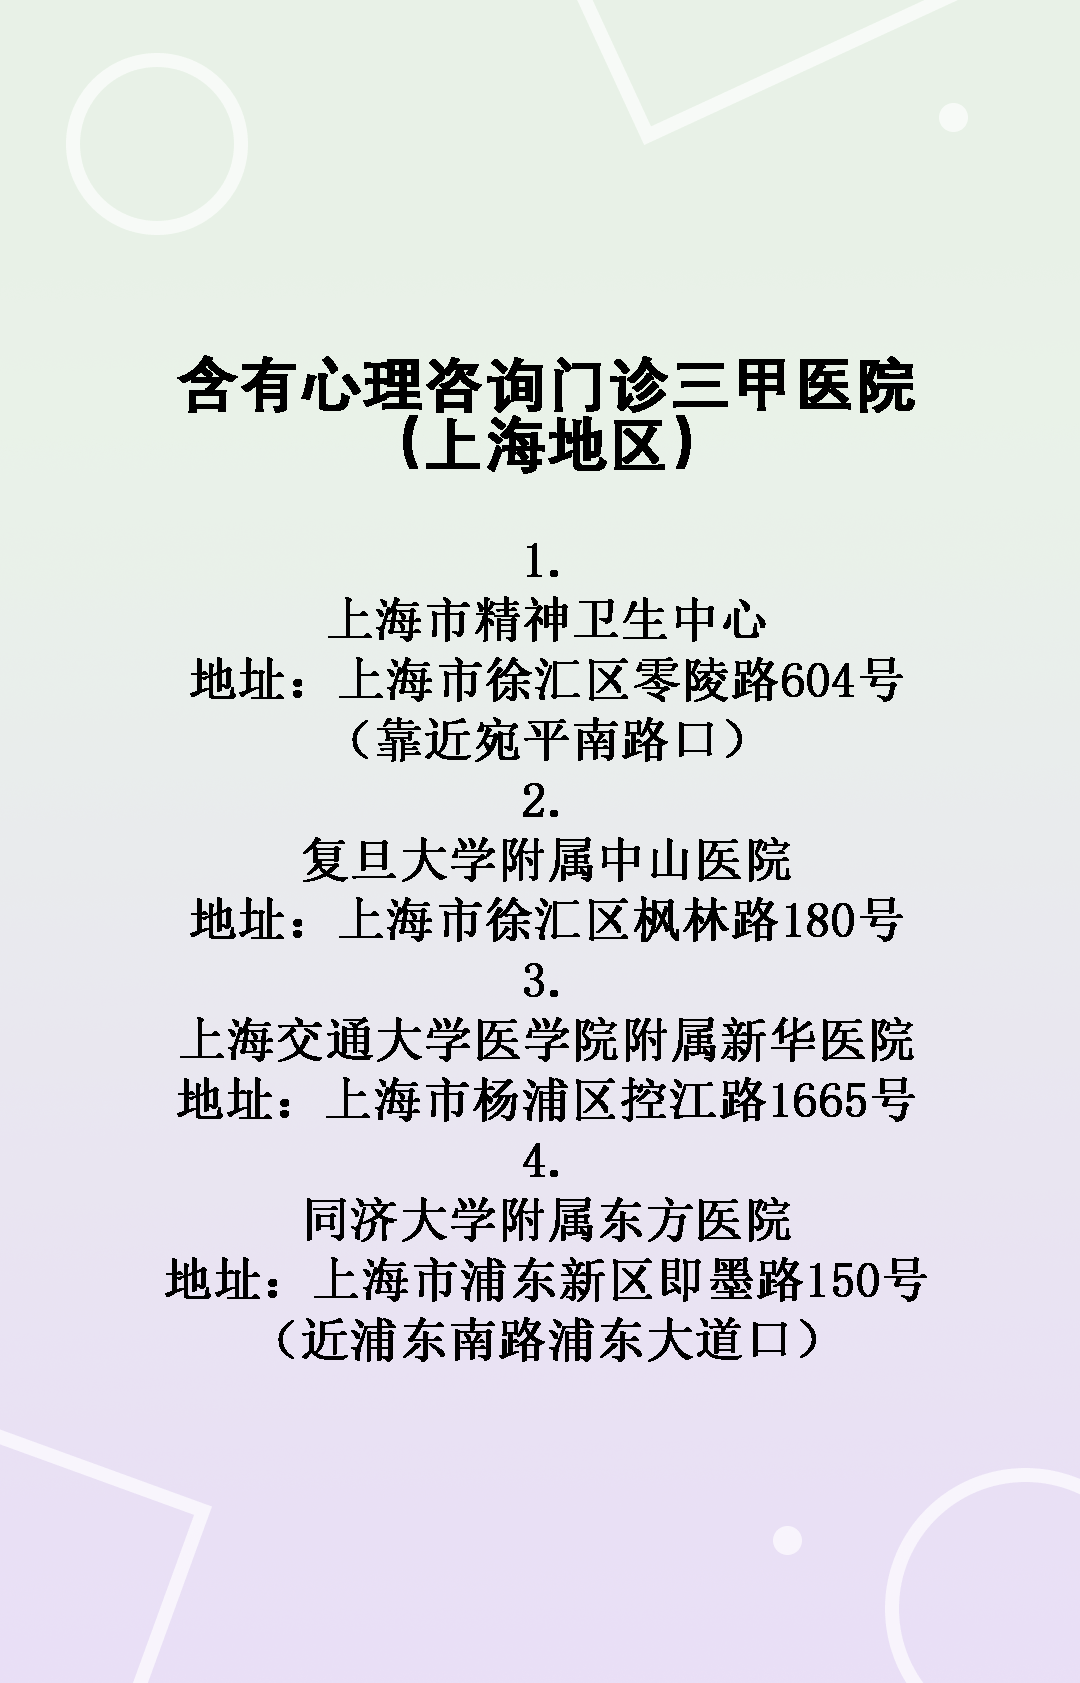 含有心理咨询门诊三甲医院
(上海地区)
1.
上海市精神卫生中心
地址：上海市徐汇区零陵路604号
（靠近宛平南路口）
2.
复旦大学附属中山医院
地址：上海市徐汇区枫林路180号
3.
上海交通大学医学院附属新华医院
地址：上海市杨浦区控江路1665号
4.
同济大学附属东方医院
地址：上海市浦东新区即墨路150号
（近浦东南路浦东大道口）